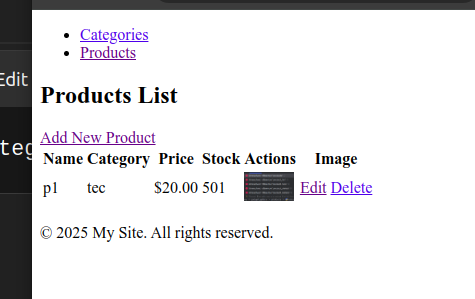 Categories
Products
Edit
Products List
Add New Product
Name Category Price Stock Actions Image
p1 tec $20.00 501 Edit Delete
© 2025 My Site. All rights reserved.